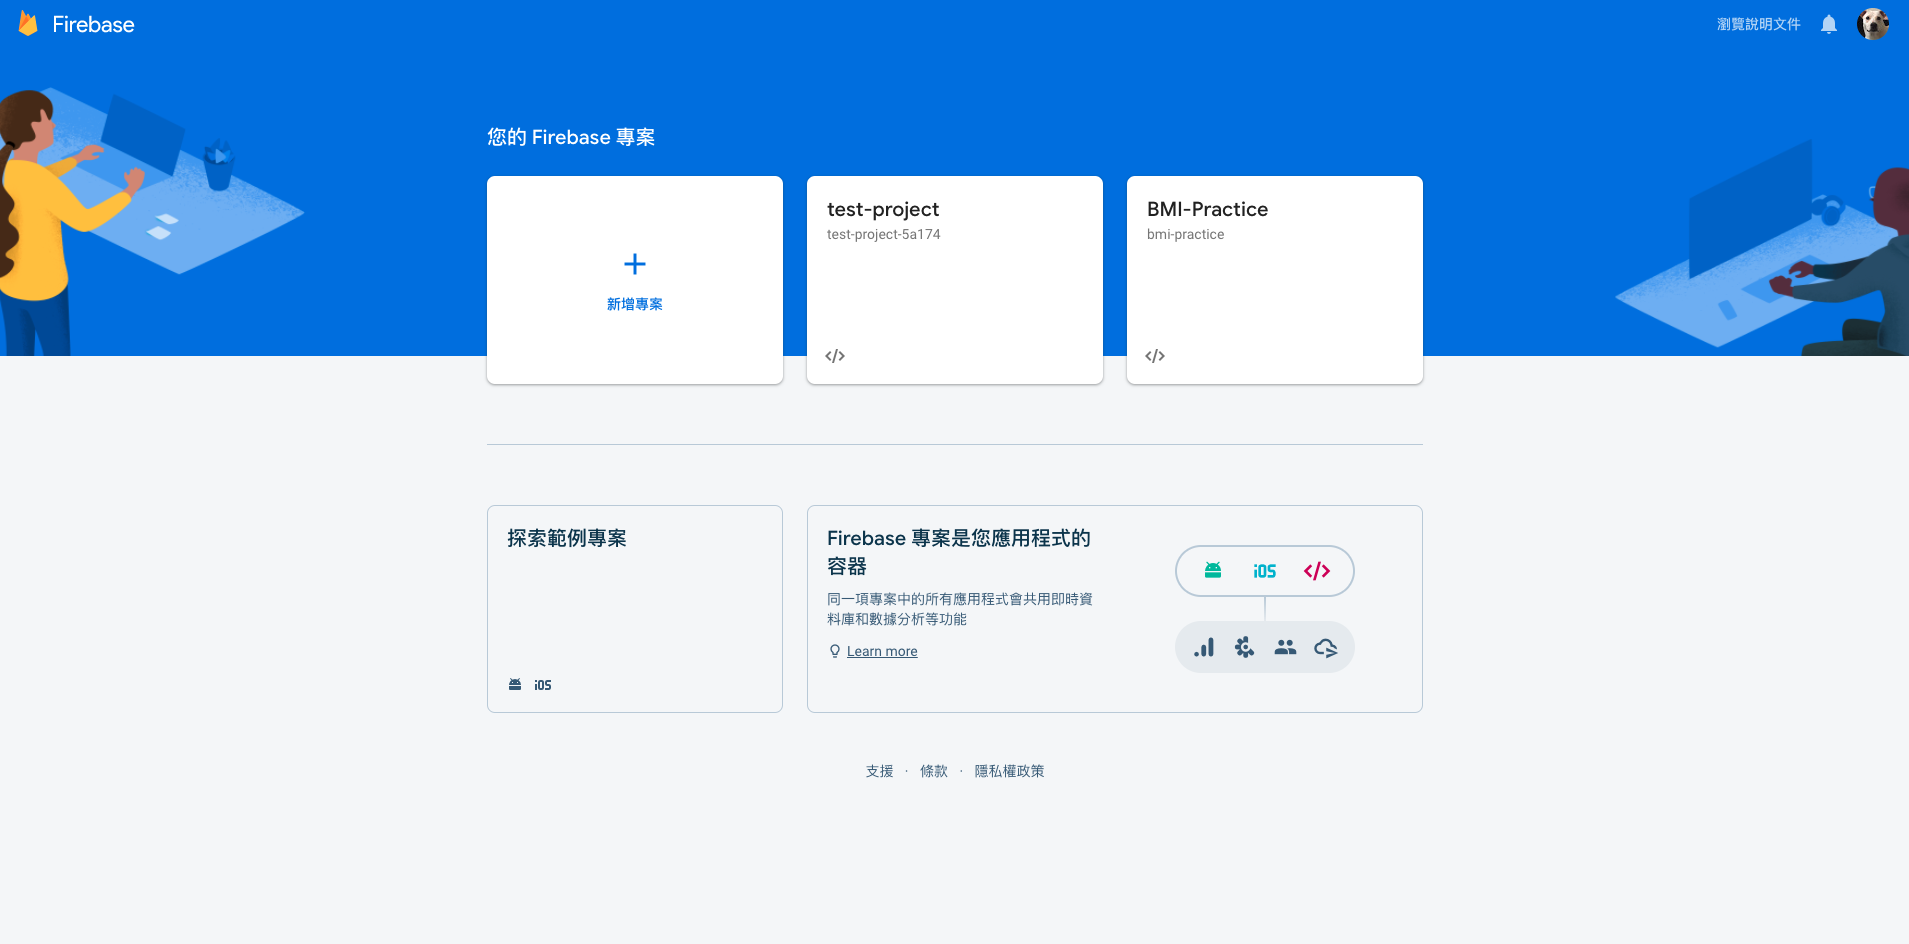 Firebase
瀏覽說明文件
您的 Firebase 專案
新增專案
test-project
test-project-5a174
BMI-Practice
bmi-practice
探索範例專案
iOS
Firebase 專案是您應用程式的
容器
同一項專案中的所有應用程式會共用即時資
料庫和數據分析等功能
Learn more
iOS
支援 · 條款 · 隱私權政策